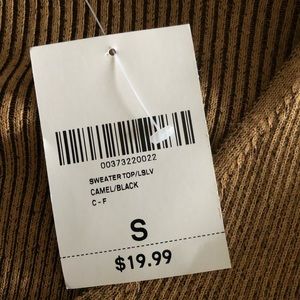 00373220022
SWEATER TOP/LSLV
CAMEL/BLACK
C - F
S
$19.99